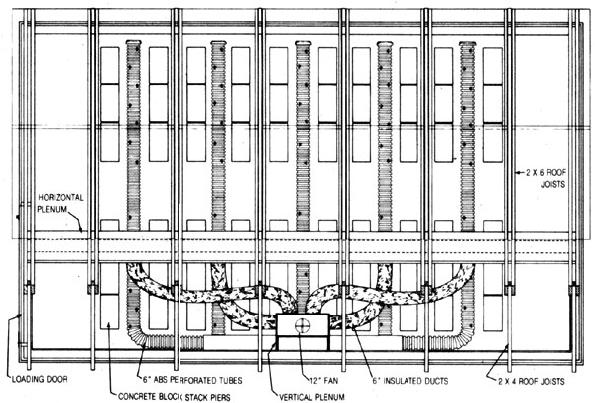 2 X 6 ROOF
JOISTS
HORIZONTAL
PLENUM
LOADING DOOR
6" ABS PERFORATED TUBES
CONCRETE BLOCK STACK PIERS
12" FAN
VERTICAL PLENUM
6" INSULATED DUCTS
2 X 4 ROOF JOISTS